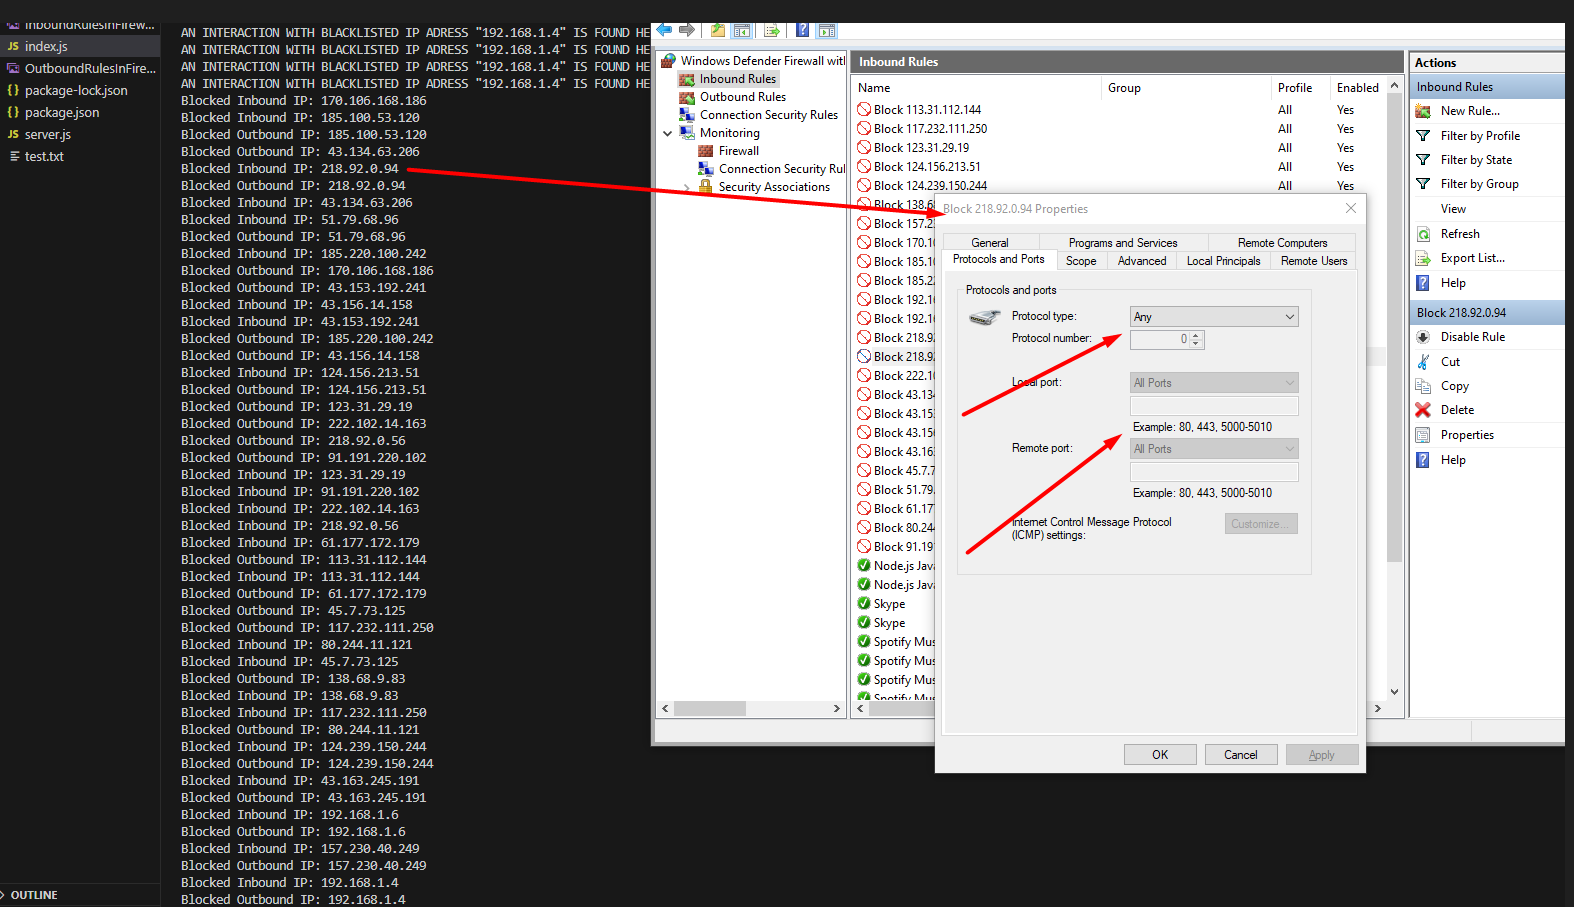 InboundRulesInFirew...
index.js
OutboundRulesInFire...
package-lock.json
package.json
server.js
test.txt
OUTLINE
AN INTERACTION WITH BLACKLISTED IP ADRESS "192.168.1.4" IS FOUND HE
AN INTERACTION WITH BLACKLISTED IP ADRESS "192.168.1.4" IS FOUND HE
AN INTERACTION WITH BLACKLISTED IP ADRESS "192.168.1.4" IS FOUND HE
AN INTERACTION WITH BLACKLISTED IP ADRESS "192.168.1.4" IS FOUND HE
Blocked Inbound IP: 170.106.168.186
Blocked Inbound IP: 185.100.53.120
Blocked Outbound IP: 185.100.53.120
Blocked Outbound IP: 43.134.63.206
Blocked Inbound IP: 218.92.0.94
Blocked Outbound IP: 218.92.0.94
Blocked Inbound IP: 43.134.63.206
Blocked Inbound IP: 51.79.68.96
Blocked Outbound IP: 51.79.68.96
Blocked Inbound IP: 185.220.100.242
Blocked Outbound IP: 170.106.168.186
Blocked Inbound IP: 43.153.192.241
Blocked Inbound IP: 43.156.14.158
Blocked Outbound IP: 43.153.192.241
Blocked Outbound IP: 185.220.100.242
Blocked Outbound IP: 43.156.14.158
Blocked Inbound IP: 124.156.213.51
Blocked Outbound IP: 124.156.213.51
Blocked Outbound IP: 123.31.29.19
Blocked Inbound IP: 222.102.14.163
Blocked Outbound IP: 218.92.0.56
Blocked Outbound IP: 91.191.220.102
Blocked Inbound IP: 123.31.29.19
Blocked Inbound IP: 91.191.220.102
Blocked Outbound IP: 222.102.14.163
Blocked Inbound IP: 218.92.0.56
Blocked Inbound IP: 61.177.172.179
Blocked Outbound IP: 113.31.112.144
Blocked Inbound IP: 113.31.112.144
Blocked Outbound IP: 61.177.172.179
Blocked Outbound IP: 45.7.73.125
Blocked Outbound IP: 117.232.111.250
Blocked Inbound IP: 80.244.11.121
Blocked Inbound IP: 45.7.73.125
Blocked Inbound IP: 138.68.9.83
Blocked Outbound IP: 138.68.9.83
Blocked Inbound IP: 117.232.111.250
Blocked Outbound IP: 80.244.11.121
Blocked Inbound IP: 124.239.150.244
Blocked Outbound IP: 124.239.150.244
Blocked Inbound IP: 43.163.245.191
Blocked Outbound IP: 43.163.245.191
Blocked Inbound IP: 192.168.1.6
Blocked Outbound IP: 192.168.1.6
Blocked Inbound IP: 157.230.40.249
Blocked Outbound IP: 157.230.40.249
Blocked Inbound IP: 192.168.1.4
Blocked Outbound IP: 192.168.1.4
Windows Defender Firewall with
Inbound Rules
Outbound Rules
Connection Security Rules
Monitoring
Firewall
Connection Security Rul
Security Associations
Inbound Rules
Name Group Profile Enabled
Block 113.31.112.144 All Yes
Block 117.232.111.250 All Yes
Block 123.31.29.19 All Yes
Block 124.156.213.51 All Yes
Block 124.239.150.244 All Yes
Block 138.6
Block 157.2
Block 170.1
Block 185.1
Block 185.2
Block 192.1
Block 192.1
Block 218.9
Block 218.9
Block 222.1
Block 43.13
Block 43.15
Block 43.15
Block 43.16
Block 45.7.7
Block 51.79.
Block 61.17
Block 80.244
Block 91.19
Node.js Jav
Node.js Jav
Skype
Skype
Spotify Mus
Spotify Mus
Spotify Mus
Spotify Mus
Block 218.92.0.94 Properties
General Programs and Services Remote Computers
Protocols and Ports Scope Advanced Local Principals Remote Users
Protocols and ports
Protocol type: Any
Protocol number: 0
Local port: All Ports
Example: 80, 443, 5000-5010
Remote port: All Ports
Example: 80, 443, 5000-5010
Internet Control Message Protocol
(ICMP) settings: Customize...
OK Cancel Apply
Actions
Inbound Rules
New Rule...
Filter by Profile
Filter by State
Filter by Group
View
Refresh
Export List...
Help
Block 218.92.0.94
Disable Rule
Cut
Copy
Delete
Properties
Help